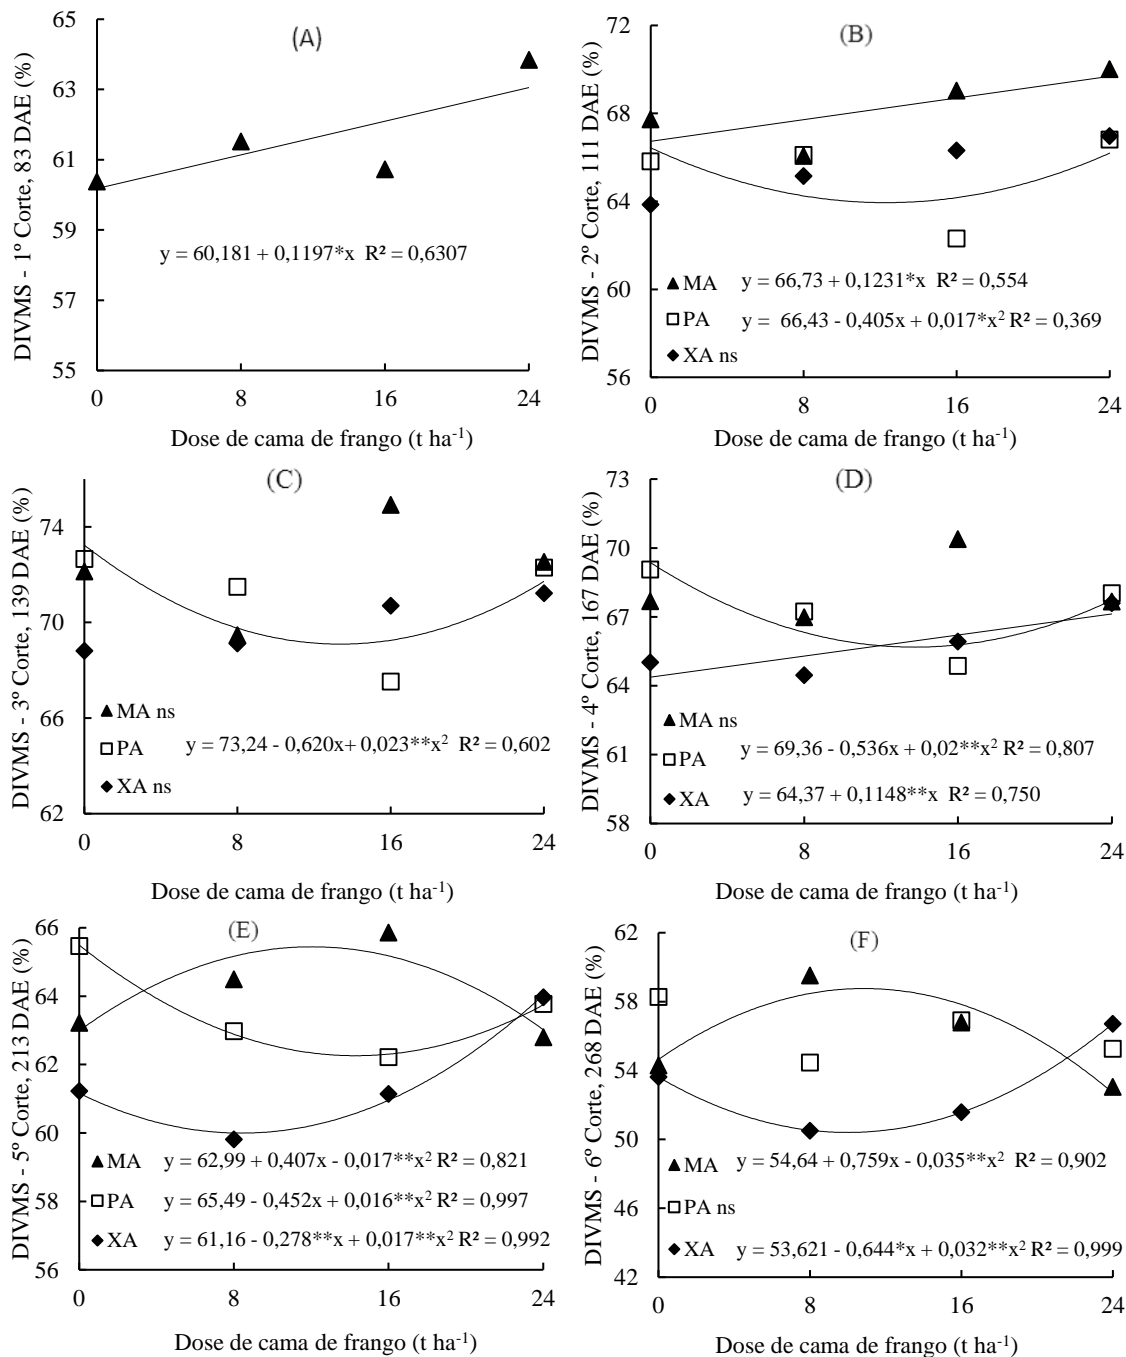 (A)
DIVMS - 1º Corte, 83 DAE (%)
65
63
61
59
57
55
y = 60,181 + 0,1197*x R² = 0,6307
0 8 16 24
Dose de cama de frango (t ha⁻¹)
(B)
DIVMS - 2º Corte, 111 DAE (%)
72
68
64
60
56
MA y = 66,73 + 0,1231*x R² = 0,554
PA y = 66,43 - 0,405x + 0,017*x² R² = 0,369
XA ns
0 8 16 24
Dose de cama de frango (t ha⁻¹)
(C)
DIVMS - 3º Corte, 139 DAE (%)
74
70
66
62
MA ns
PA y = 73,24 - 0,620x+ 0,023**x² R² = 0,602
XA ns
0 8 16 24
Dose de cama de frango (t ha⁻¹)
(D)
DIVMS - 4º Corte, 167 DAE (%)
73
70
67
64
61
58
MA ns
PA y = 69,36 - 0,536x + 0,02**x² R² = 0,807
XA y = 64,37 + 0,1148**x R² = 0,750
0 8 16 24
Dose de cama de frango (t ha⁻¹)
(E)
DIVMS - 5º Corte, 213 DAE (%)
66
64
62
60
56
MA y = 62,99 + 0,407x - 0,017**x² R² = 0,821
PA y = 65,49 - 0,452x + 0,016**x² R² = 0,997
XA y = 61,16 - 0,278**x + 0,017**x² R² = 0,992
0 8 16 24
Dose de cama de frango (t ha⁻¹)
(F)
DIVMS - 6º Corte, 268 DAE (%)
62
58
54
50
46
42
MA y = 54,64 + 0,759x - 0,035**x² R² = 0,902
PA ns
XA y = 53,621 - 0,644*x + 0,032**x² R² = 0,999
0 8 16 24
Dose de cama de frango (t ha⁻¹)